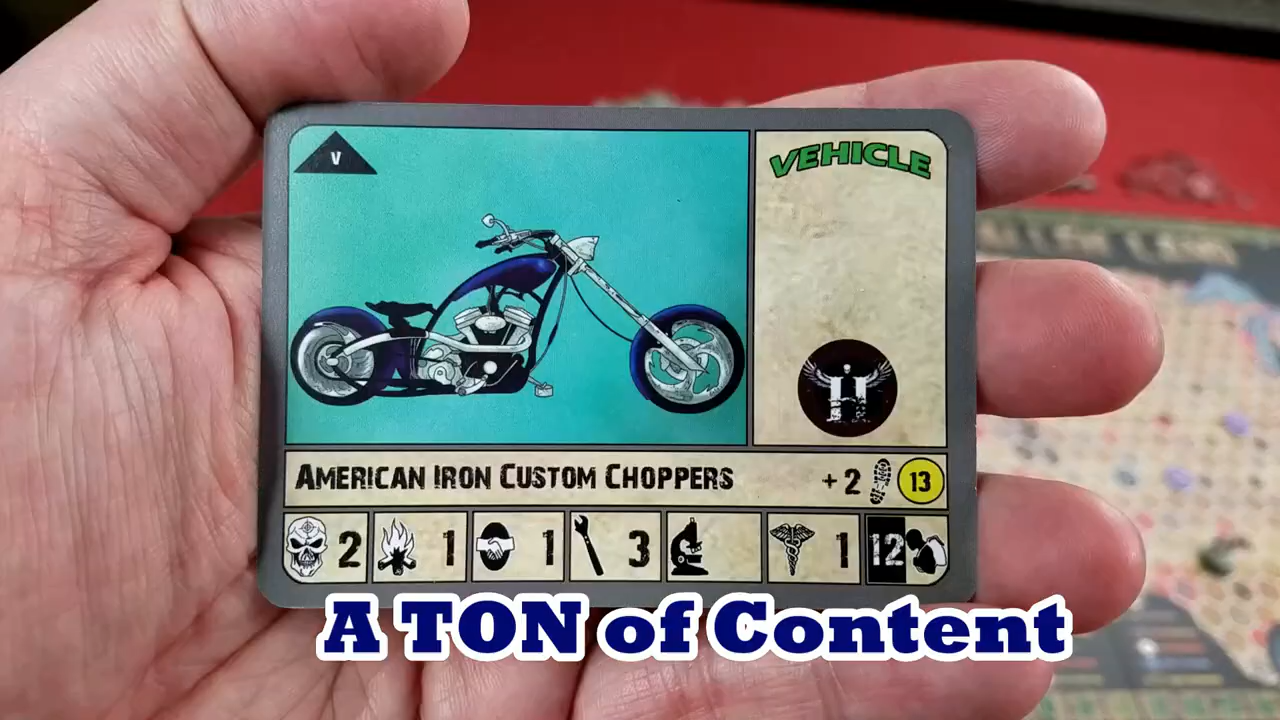 V
VEHICLE
H
AMERICAN IRON CUSTOM CHOPPERS +2 13
2 1 1 3 1 12
A TON of Content